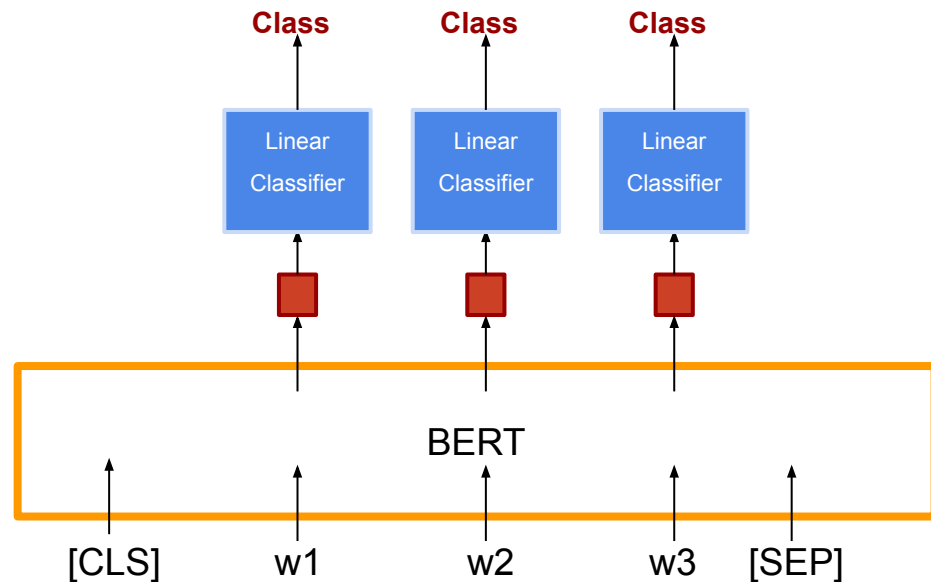 Class Class Class
Linear Linear Linear
Classifier Classifier Classifier
BERT
[CLS] w1 w2 w3 [SEP]